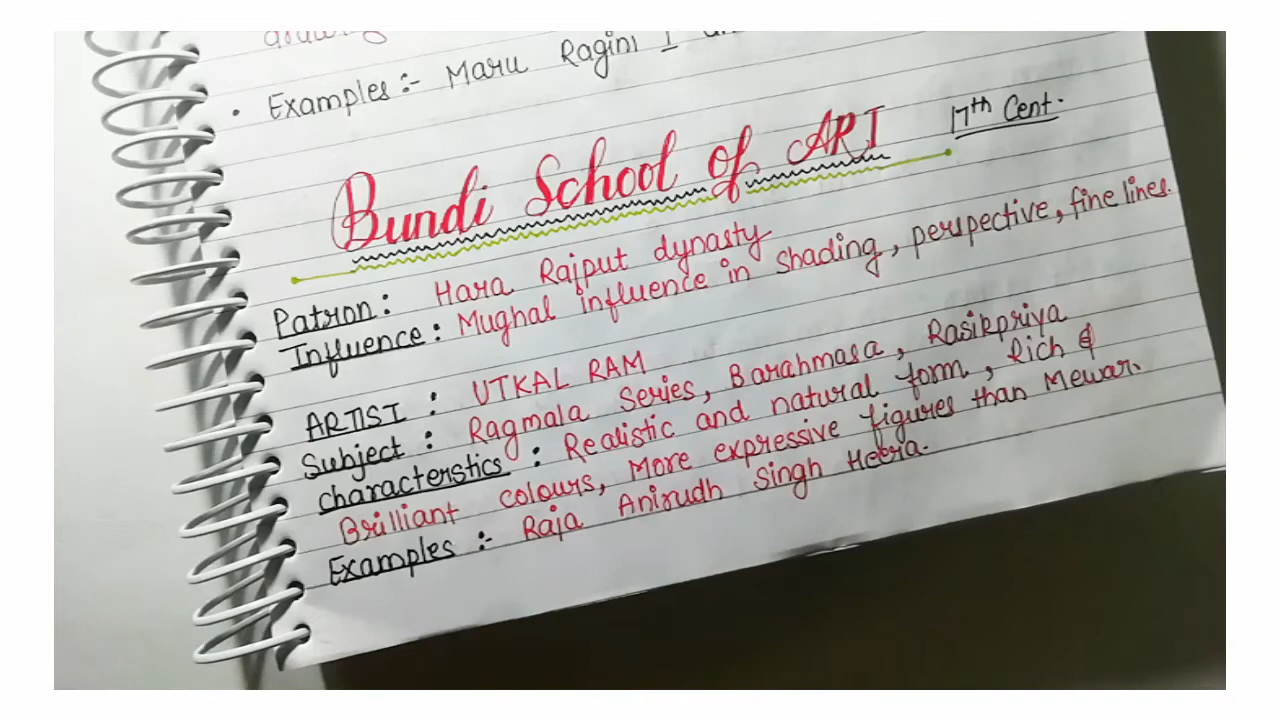 • Examples :- Maru Ragini I
Bundi School of ART 17th Cent.
Patron : Hara Rajput dynasty
Influence : Mughal influence in shading, perspective, fine lines.
ARTIST : UTKAL RAM
Subject : Ragmala Series, Barahmasa, Rasikpriya
characterstics : Realistic and natural form, Rich &
Brilliant colours, More expressive figures than Mewar.
Examples :- Raja Anirudh Singh Heera.